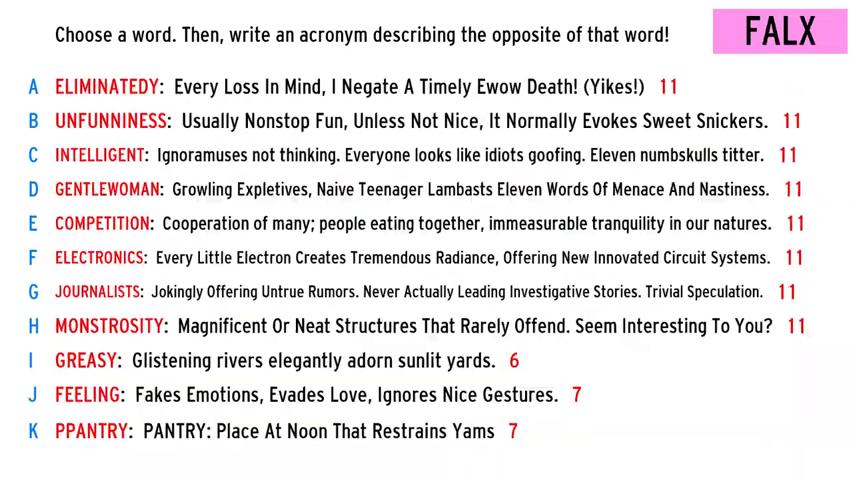 Choose a word. Then, write an acronym describing the opposite of that word!
FALX
A ELIMINATEDY: Every Loss In Mind, I Negate A Timely Ewow Death! (Yikes!) 11
B UNFUNNINESS: Usually Nonstop Fun, Unless Not Nice, It Normally Evokes Sweet Snickers. 11
C INTELLIGENT: Ignoramuses not thinking. Everyone looks like idiots goofing. Eleven numbskulls titter. 11
D GENTLEWOMAN: Growling Expletives, Naive Teenager Lambasts Eleven Words Of Menace And Nastiness. 11
E COMPETITION: Cooperation of many; people eating together, immeasurable tranquility in our natures. 11
F ELECTRONICS: Every Little Electron Creates Tremendous Radiance, Offering New Innovated Circuit Systems. 11
G JOURNALISTS: Jokingly Offering Untrue Rumors. Never Actually Leading Investigative Stories. Trivial Speculation. 11
H MONSTROSITY: Magnificent Or Neat Structures That Rarely Offend. Seem Interesting To You? 11
I GREASY: Glistening rivers elegantly adorn sunlit yards. 6
J FEELING: Fakes Emotions, Evades Love, Ignores Nice Gestures. 7
K PPANTRY: PANTRY: Place At Noon That Restrains Yams 7